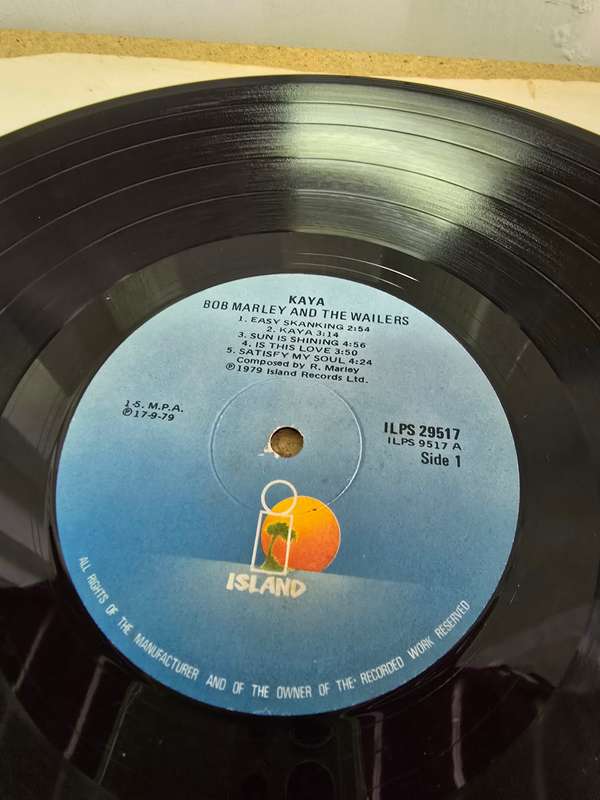 KAYA
BOB MARLEY AND THE WAILERS
1. EASY SKANKING 2:54
2. KAYA 3:14
3. SUN IS SHINING 4:56
4. IS THIS LOVE 3:50
5. SATISFY MY SOUL 4:24
Composed by R. Marley
℗ 1979 Island Records Ltd.
1-5. M.P.A.
℗ 17-9-79
ILPS 29517
ILPS 9517 A
Side 1
ISLAND
ALL RIGHTS OF THE MANUFACTURER AND OF THE OWNER OF THE RECORDED WORK RESERVED